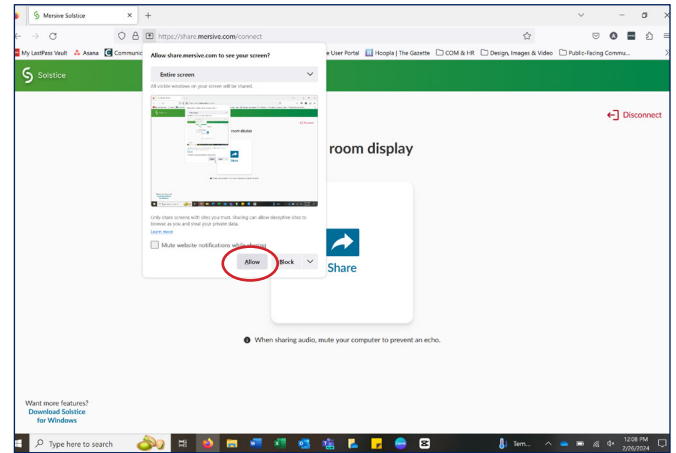 Mersive Solstice
https://share.mersive.com/connect
My LastPass Vault Asana Communic e User Portal Hoopla | The Gazette COM & HR Design, Images & Video Public-Facing Commu...
Allow share.mersive.com to see your screen?
Entire screen
All visible windows on your screen will be shared.
Solstice
Disconnect
room display
Only share screens with sites you trust. Sharing can allow deceptive sites to
browse as you and steal your private data.
Learn more
Mute website notifications while sharing
Allow Block
Share
When sharing audio, mute your computer to prevent an echo.
Want more features?
Download Solstice
for Windows
Type here to search
Tem...
12:08 PM
2/26/2024